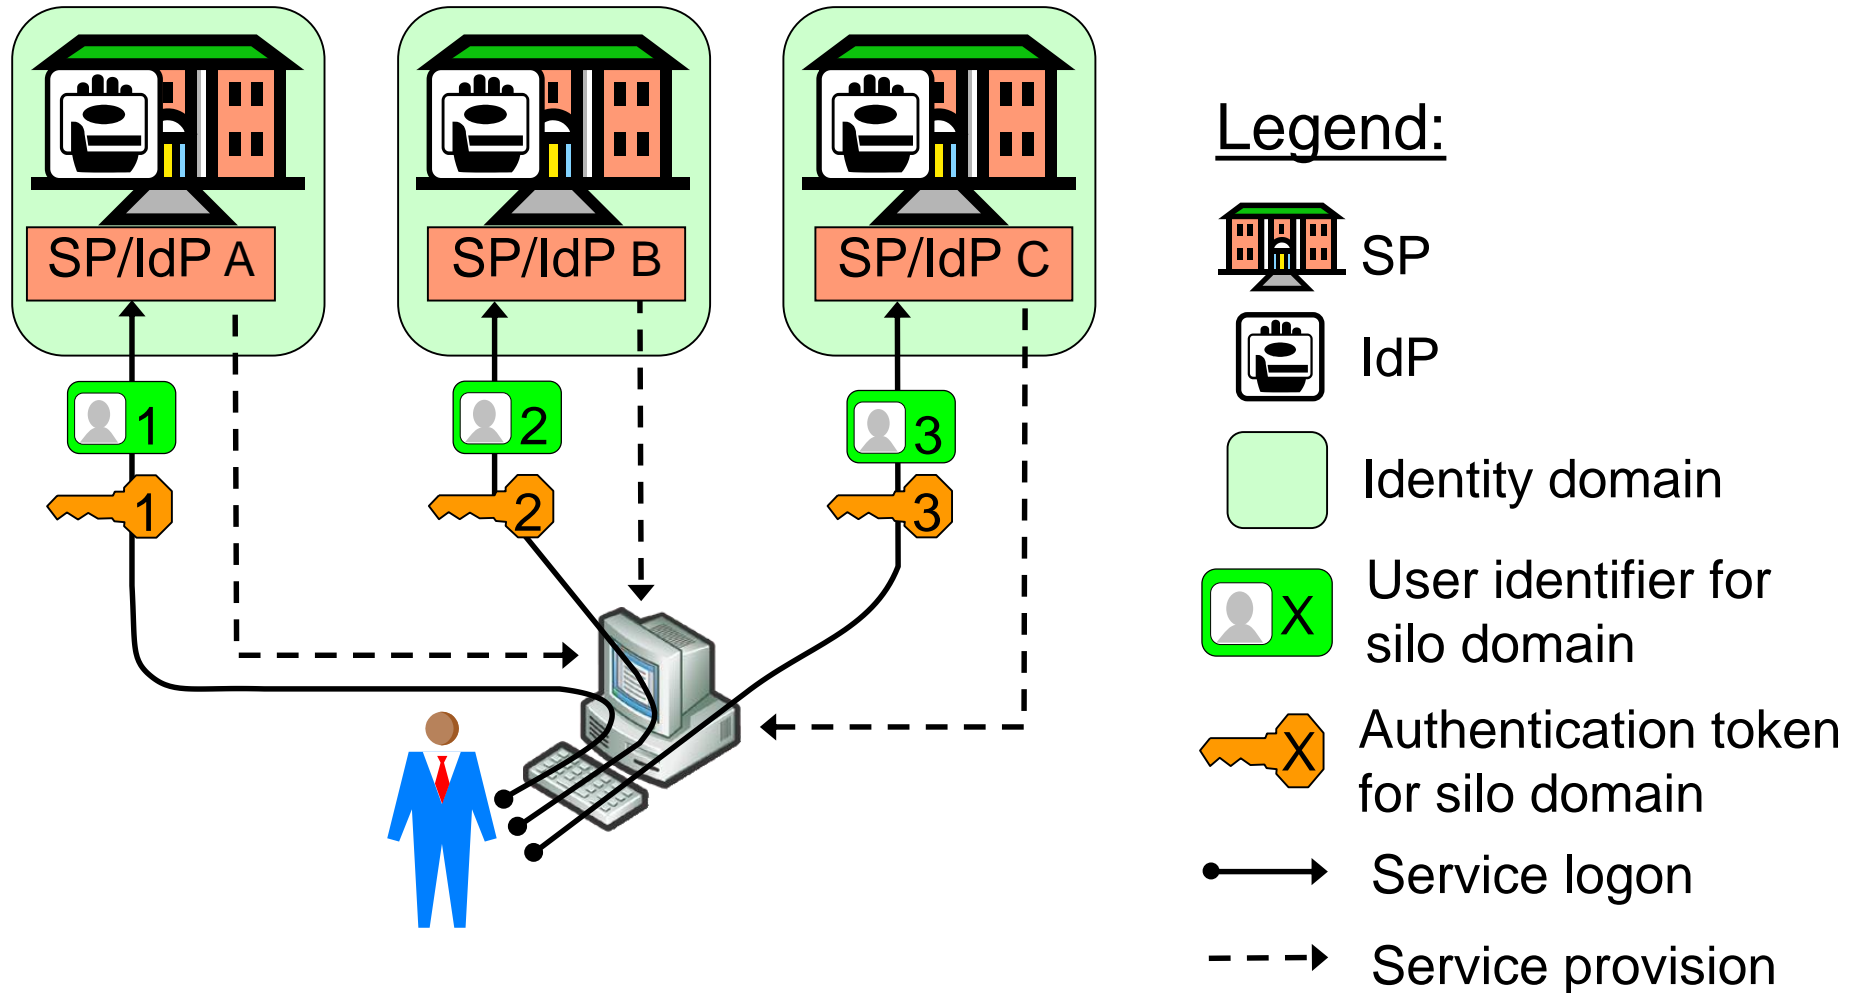 SP/IdP A
SP/IdP B
SP/IdP C
1
2
3
1
2
3
Legend:
SP
IdP
Identity domain
X
User identifier for
silo domain
X
Authentication token
for silo domain
Service logon
Service provision